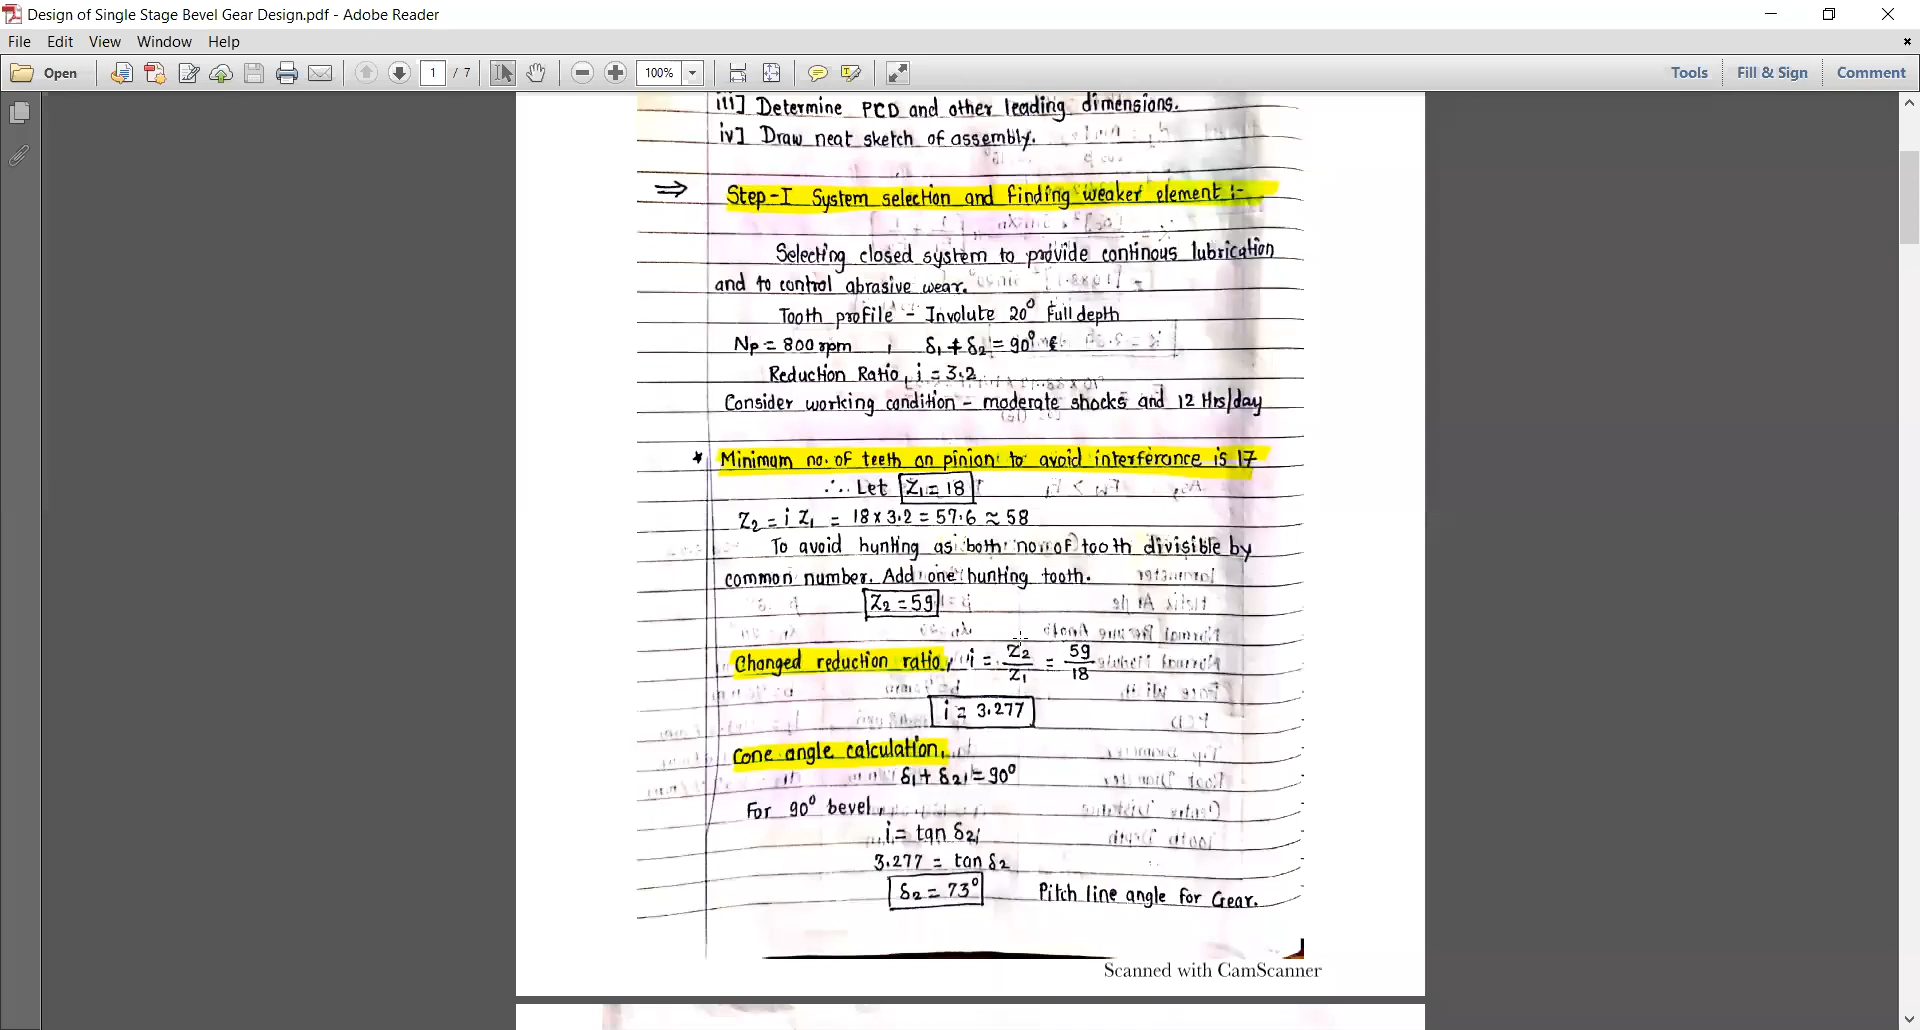 Design of Single Stage Bevel Gear Design.pdf - Adobe Reader
File Edit View Window Help
Open 1 / 7 100% Tools Fill & Sign Comment
iii] Determine PCD and other leading dimensions.
iv] Draw neat sketch of assembly.
⇒ Step-I System selection and finding weaker element :-
Selecting closed system to provide continous lubrication
and to control abrasive wear.
Tooth profile - Involute 20° Full depth
Np = 800 rpm , δ1 + δ2 = 90°
Reduction Ratio, i = 3.2
Consider working condition - moderate shocks and 12 Hrs/day
* Minimum no. of teeth on pinion to avoid interferance is 17
∴ Let Z1 = 18
Z2 = i Z1 = 18 x 3.2 = 57.6 ≈ 58
To avoid hunting as both no. of tooth divisible by
common number. Add one hunting tooth.
Z2 = 59
Changed reduction ratio, i = Z2/Z1 = 59/18
i = 3.277
Cone angle calculation,
δ1 + δ2 = 90°
For 90° bevel,
i = tan δ2
3.277 = tan δ2
δ2 = 73° Pitch line angle for Gear.
Scanned with CamScanner